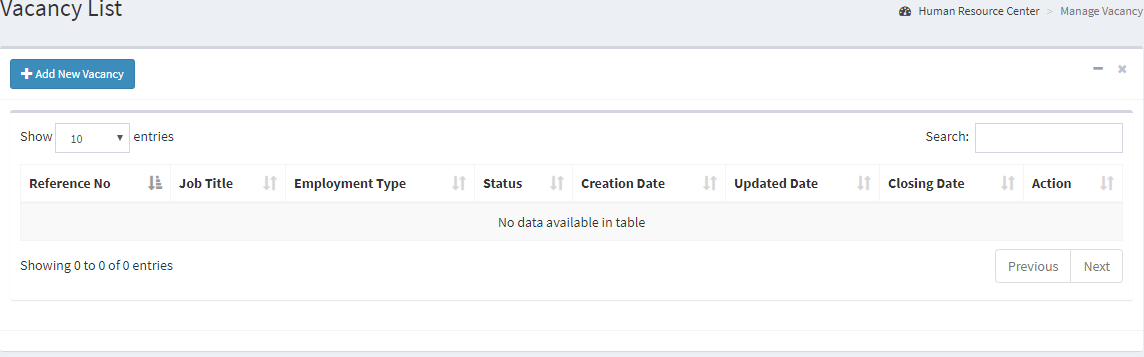 Vacancy List
Human Resource Center > Manage Vacancy
Add New Vacancy
Show 10 entries Search:
Reference No Job Title Employment Type Status Creation Date Updated Date Closing Date Action
No data available in table
Showing 0 to 0 of 0 entries Previous Next